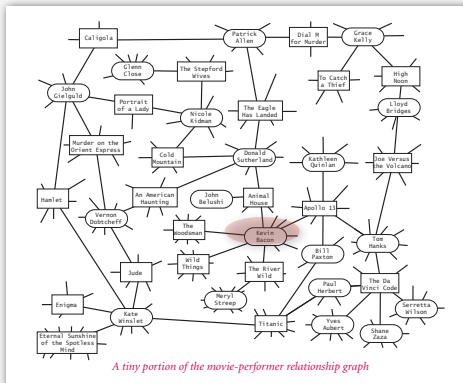 Caligola
Patrick
Allen
Dial M
for Murder
Grace
Kelly
Glenn
Close
The Stepford
Wives
To Catch
a Thief
High
Noon
John
Gielguld
Portrait
of a Lady
Nicole
Kidman
The Eagle
Has Landed
Lloyd
Bridges
Murder on the
Orient Express
Cold
Mountain
Donald
Sutherland
Kathleen
Quinlan
Joe Versus
the Volcano
Hamlet
An American
Haunting
John
Belushi
Animal
House
Apollo 13
Vernon
Dobtcheff
The
Woodsman
Kevin
Bacon
Bill
Paxton
Tom
Hanks
Jude
Wild
Things
The River
Wild
Paul
Herbert
The Da
Vinci Code
Enigma
Meryl
Streep
Serretta
Wilson
Kate
Winslet
Titanic
Yves
Aubert
Shane
Zaza
Eternal Sunshine
of the Spotless
Mind
A tiny portion of the movie-performer relationship graph